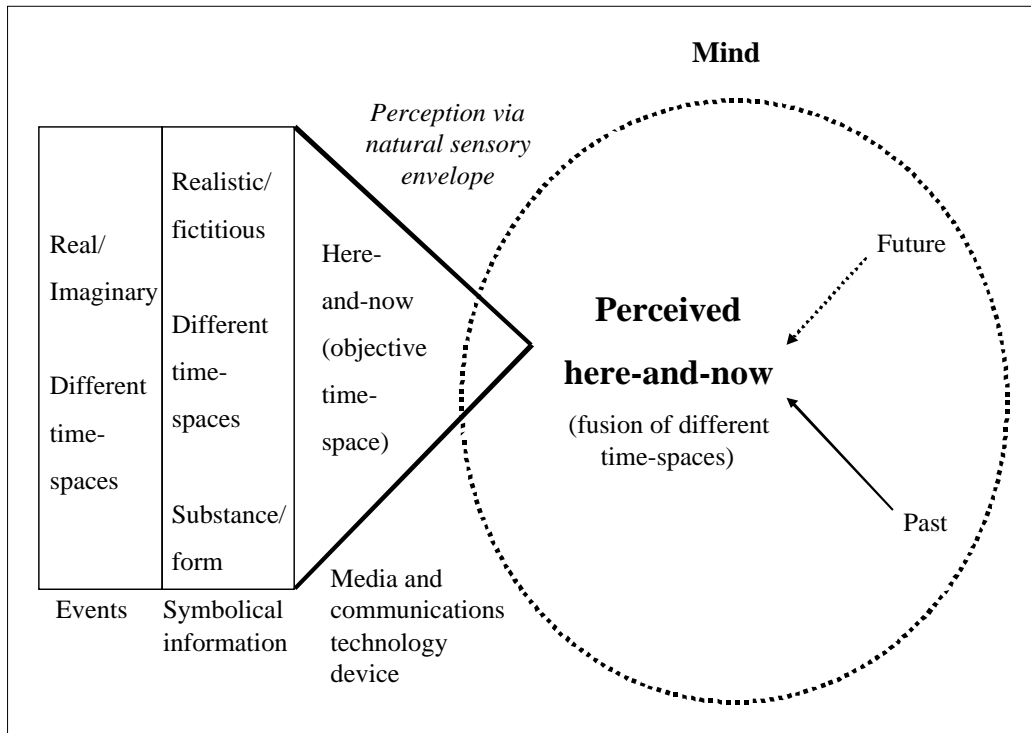 Mind
Perception via
natural sensory
envelope
Real/
Imaginary
Different
time-
spaces
Events
Realistic/
fictitious
Different
time-
spaces
Substance/
form
Symbolical
information
Here-
and-now
(objective
time-
space)
Media and
communications
technology
device
Perceived
here-and-now
(fusion of different
time-spaces)
Future
Past